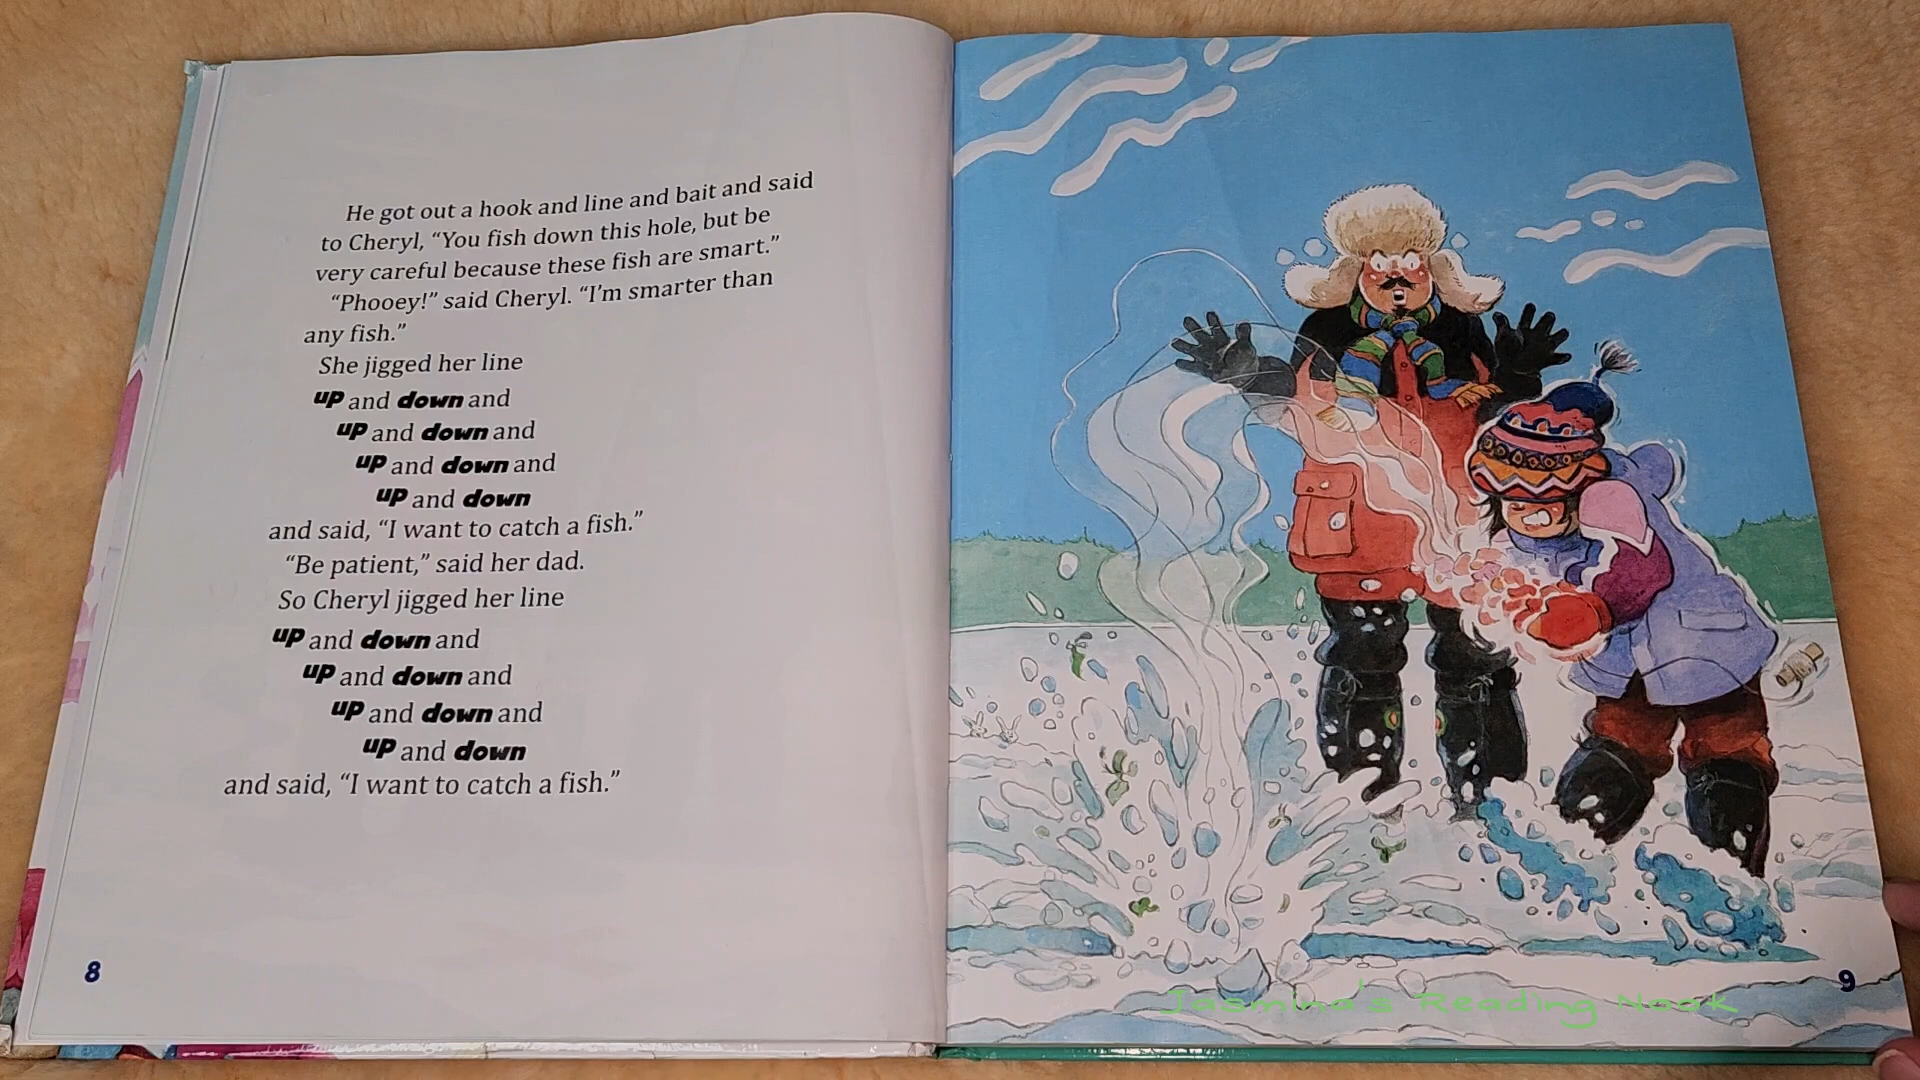 He got out a hook and line and bait and said
to Cheryl, “You fish down this hole, but be
very careful because these fish are smart.”
“Phooey!” said Cheryl. “I’m smarter than
any fish.”
She jigged her line
up and down and
up and down and
up and down and
up and down
and said, “I want to catch a fish.”
“Be patient,” said her dad.
So Cheryl jigged her line
up and down and
up and down and
up and down and
up and down
and said, “I want to catch a fish.”
8
9
Jasmina's Reading Nook